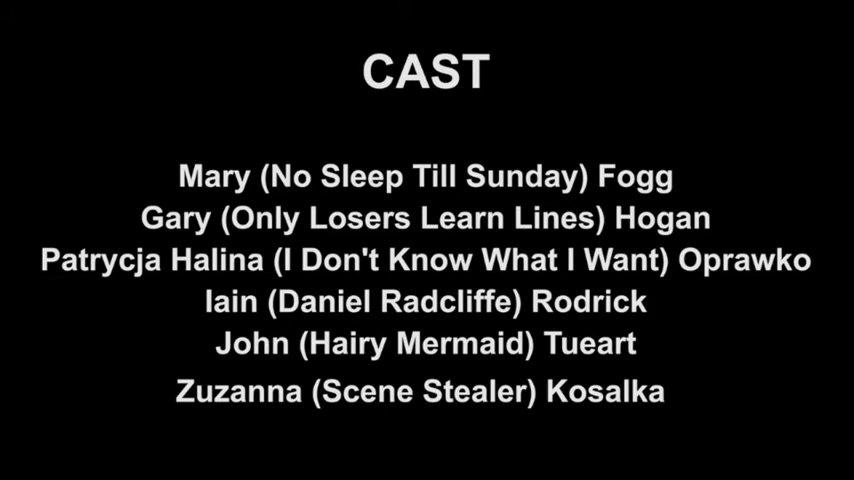 CAST
Mary (No Sleep Till Sunday) Fogg
Gary (Only Losers Learn Lines) Hogan
Patrycja Halina (I Don't Know What I Want) Oprawko
Iain (Daniel Radcliffe) Rodrick
John (Hairy Mermaid) Tueart
Zuzanna (Scene Stealer) Kosalka